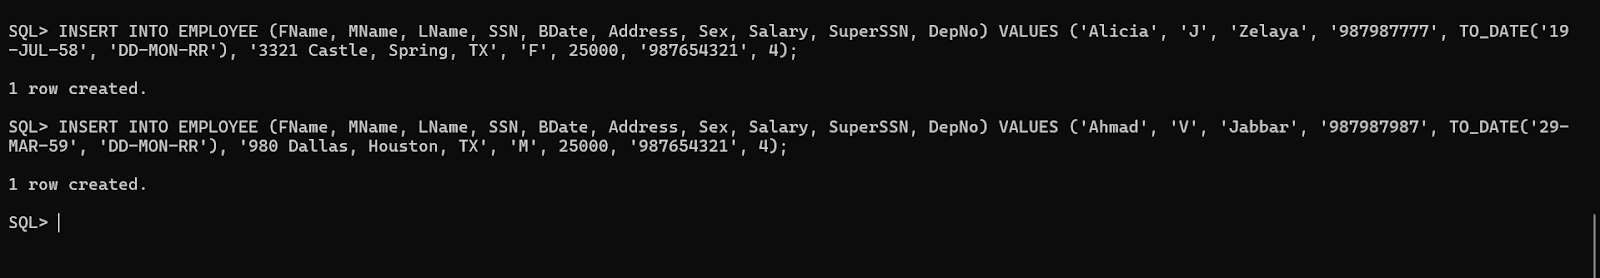 SQL> INSERT INTO EMPLOYEE (FName, MName, LName, SSN, BDate, Address, Sex, Salary, SuperSSN, DepNo) VALUES ('Alicia', 'J', 'Zelaya', '987987777', TO_DATE('19
-JUL-58', 'DD-MON-RR'), '3321 Castle, Spring, TX', 'F', 25000, '987654321', 4);
1 row created.
SQL> INSERT INTO EMPLOYEE (FName, MName, LName, SSN, BDate, Address, Sex, Salary, SuperSSN, DepNo) VALUES ('Ahmad', 'V', 'Jabbar', '987987987', TO_DATE('29-
MAR-59', 'DD-MON-RR'), '980 Dallas, Houston, TX', 'M', 25000, '987654321', 4);
1 row created.
SQL>